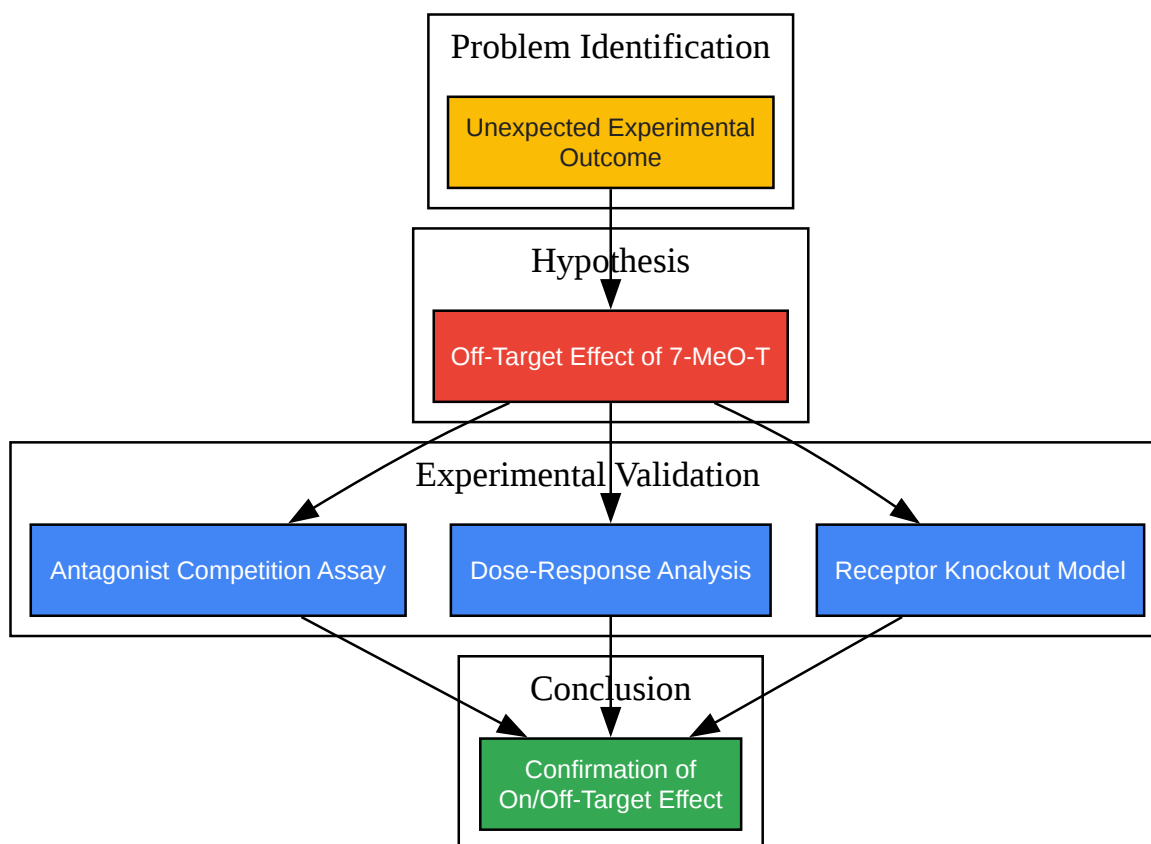 Problem Identification
Unexpected Experimental
Outcome
Hypothesis
Off-Target Effect of 7-MeO-T
Experimental Validation
Antagonist Competition Assay
Dose-Response Analysis
Receptor Knockout Model
Conclusion
Confirmation of
On/Off-Target Effect